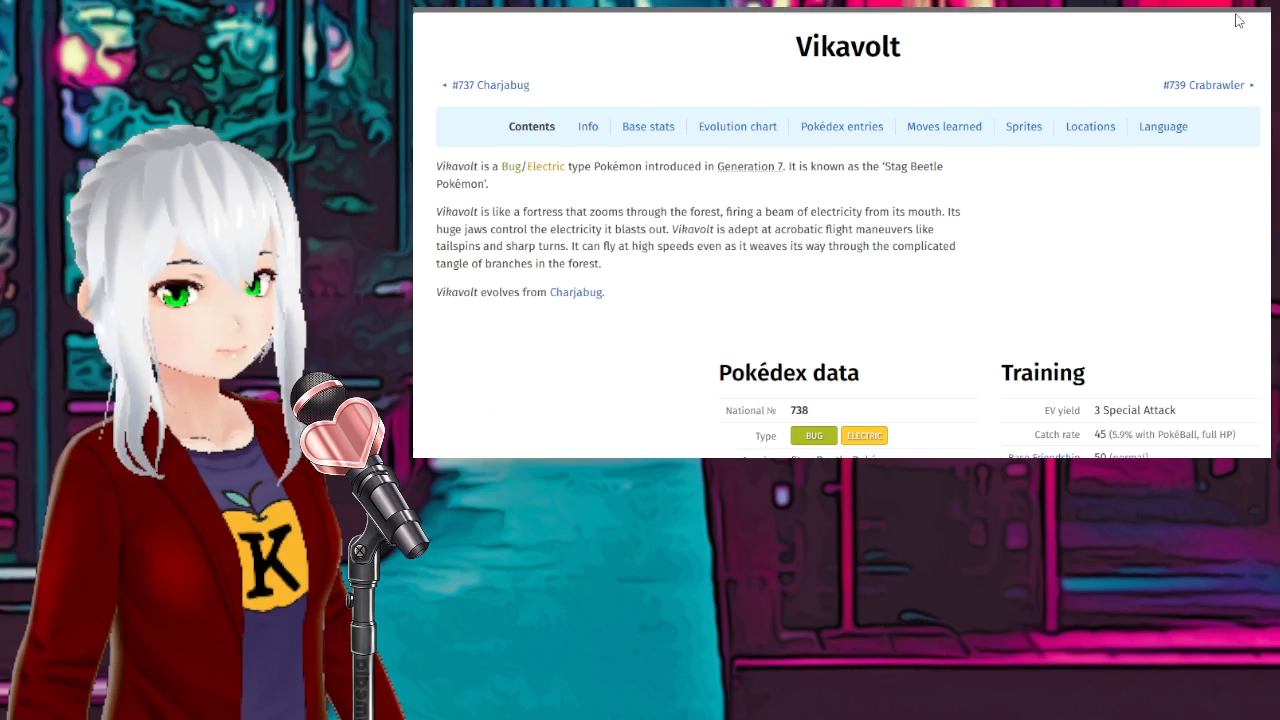 Vikavolt
◂ #737 Charjabug
#739 Crabrawler ▸
Contents Info Base stats Evolution chart Pokédex entries Moves learned Sprites Locations Language
Vikavolt is a Bug/Electric type Pokémon introduced in Generation 7. It is known as the ‘Stag Beetle
Pokémon’.
Vikavolt is like a fortress that zooms through the forest, firing a beam of electricity from its mouth. Its
huge jaws control the electricity it blasts out. Vikavolt is adept at acrobatic flight maneuvers like
tailspins and sharp turns. It can fly at high speeds even as it weaves its way through the complicated
tangle of branches in the forest.
Vikavolt evolves from Charjabug.
Pokédex data
National № 738
Type BUG ELECTRIC
Training
EV yield 3 Special Attack
Catch rate 45 (5.9% with PokéBall, full HP)
Base Friendship 50 (normal)
K